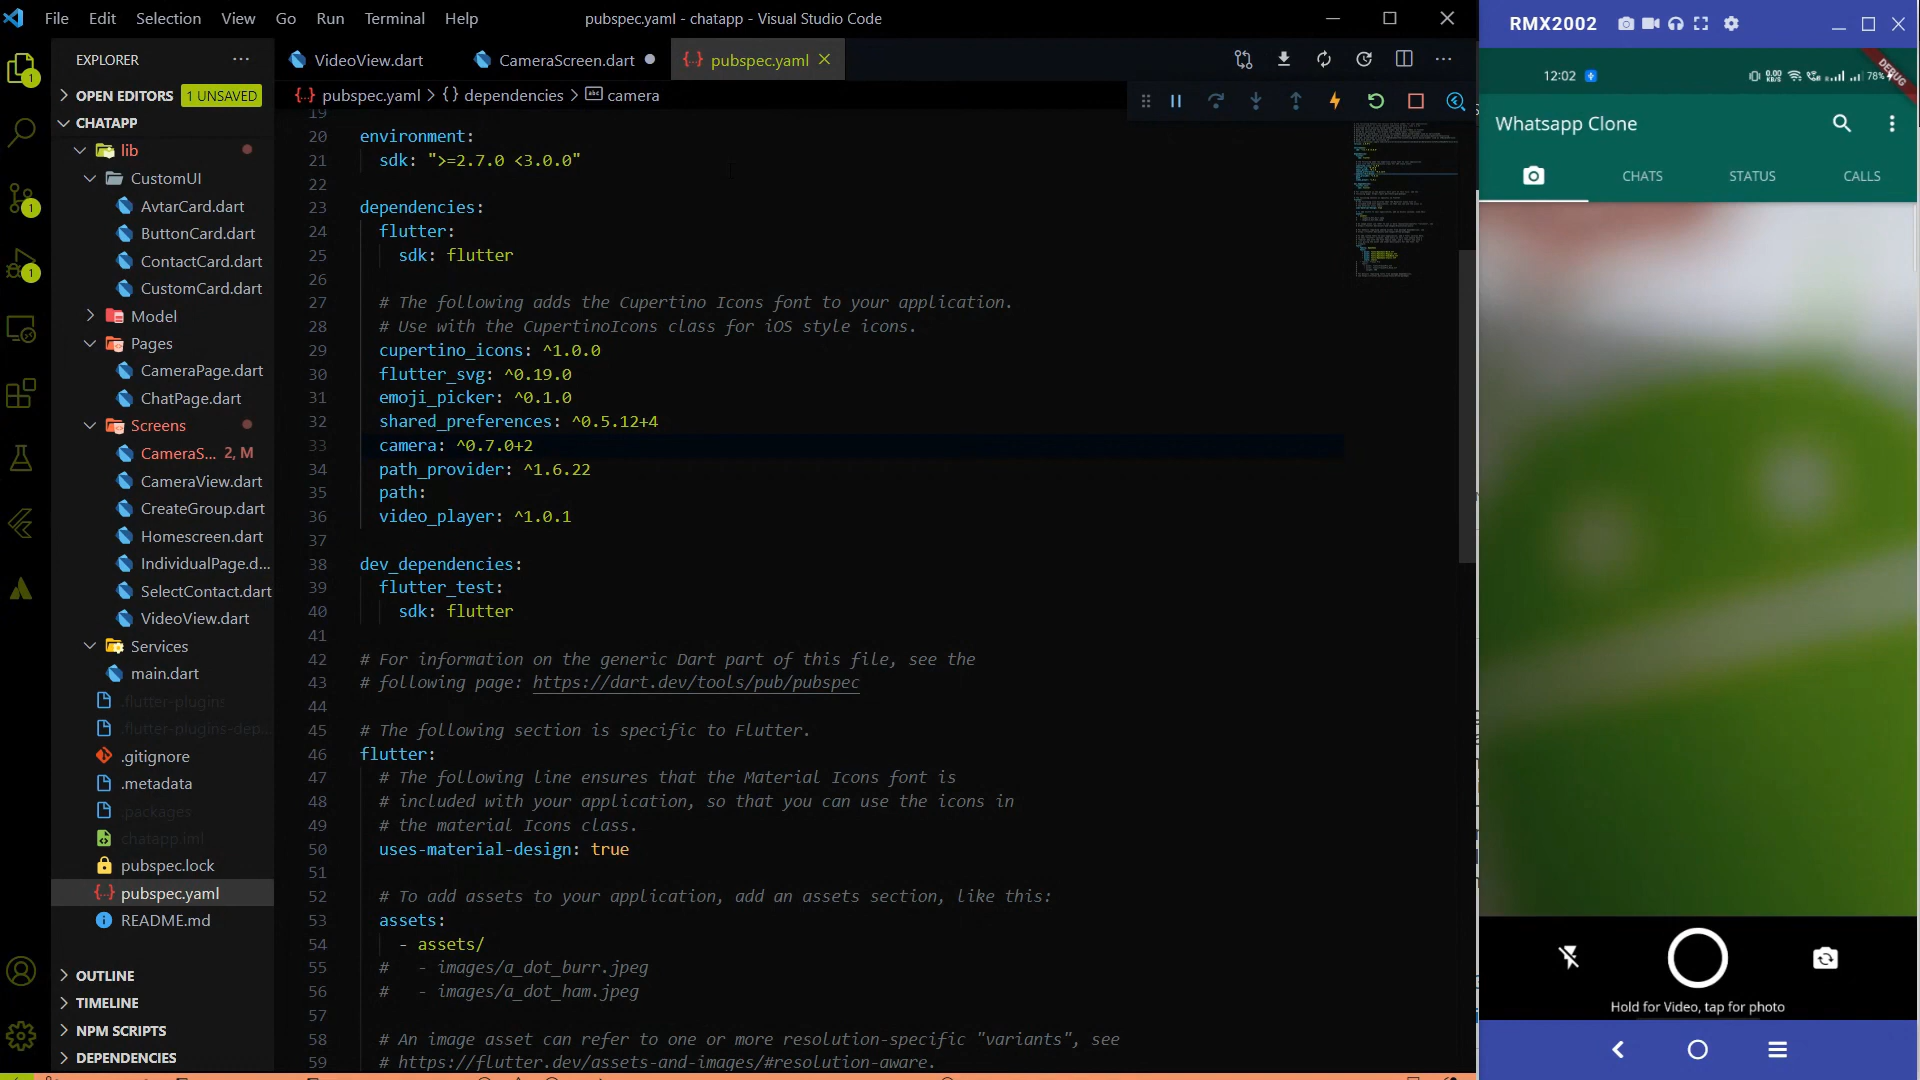 File Edit Selection View Go Run Terminal Help
pubspec.yaml - chatapp - Visual Studio Code
EXPLORER
OPEN EDITORS 1 UNSAVED
CHATAPP
lib
CustomUI
AvtarCard.dart
ButtonCard.dart
ContactCard.dart
CustomCard.dart
Model
Pages
CameraPage.dart
ChatPage.dart
Screens
CameraS... 2, M
CameraView.dart
CreateGroup.dart
Homescreen.dart
IndividualPage.d...
SelectContact.dart
VideoView.dart
Services
main.dart
.flutter-plugins
.flutter-plugins-dep...
.gitignore
.metadata
.packages
chatapp.iml
pubspec.lock
pubspec.yaml
README.md
OUTLINE
TIMELINE
NPM SCRIPTS
DEPENDENCIES
1
1
1
VideoView.dart CameraScreen.dart pubspec.yaml
pubspec.yaml > {} dependencies > camera
19
20 environment:
21 sdk: ">=2.7.0 <3.0.0"
22
23 dependencies:
24 flutter:
25 sdk: flutter
26
27 # The following adds the Cupertino Icons font to your application.
28 # Use with the CupertinoIcons class for iOS style icons.
29 cupertino_icons: ^1.0.0
30 flutter_svg: ^0.19.0
31 emoji_picker: ^0.1.0
32 shared_preferences: ^0.5.12+4
33 camera: ^0.7.0+2
34 path_provider: ^1.6.22
35 path:
36 video_player: ^1.0.1
37
38 dev_dependencies:
39 flutter_test:
40 sdk: flutter
41
42 # For information on the generic Dart part of this file, see the
43 # following page: https://dart.dev/tools/pub/pubspec
44
45 # The following section is specific to Flutter.
46 flutter:
47 # The following line ensures that the Material Icons font is
48 # included with your application, so that you can use the icons in
49 # the material Icons class.
50 uses-material-design: true
51
52 # To add assets to your application, add an assets section, like this:
53 assets:
54 - assets/
55 # - images/a_dot_burr.jpeg
56 # - images/a_dot_ham.jpeg
57
58 # An image asset can refer to one or more resolution-specific "variants", see
59 # https://flutter.dev/assets-and-images/#resolution-aware.
RMX2002
12:02
78%
DEBUG
Whatsapp Clone
CHATS STATUS CALLS
Hold for Video, tap for photo